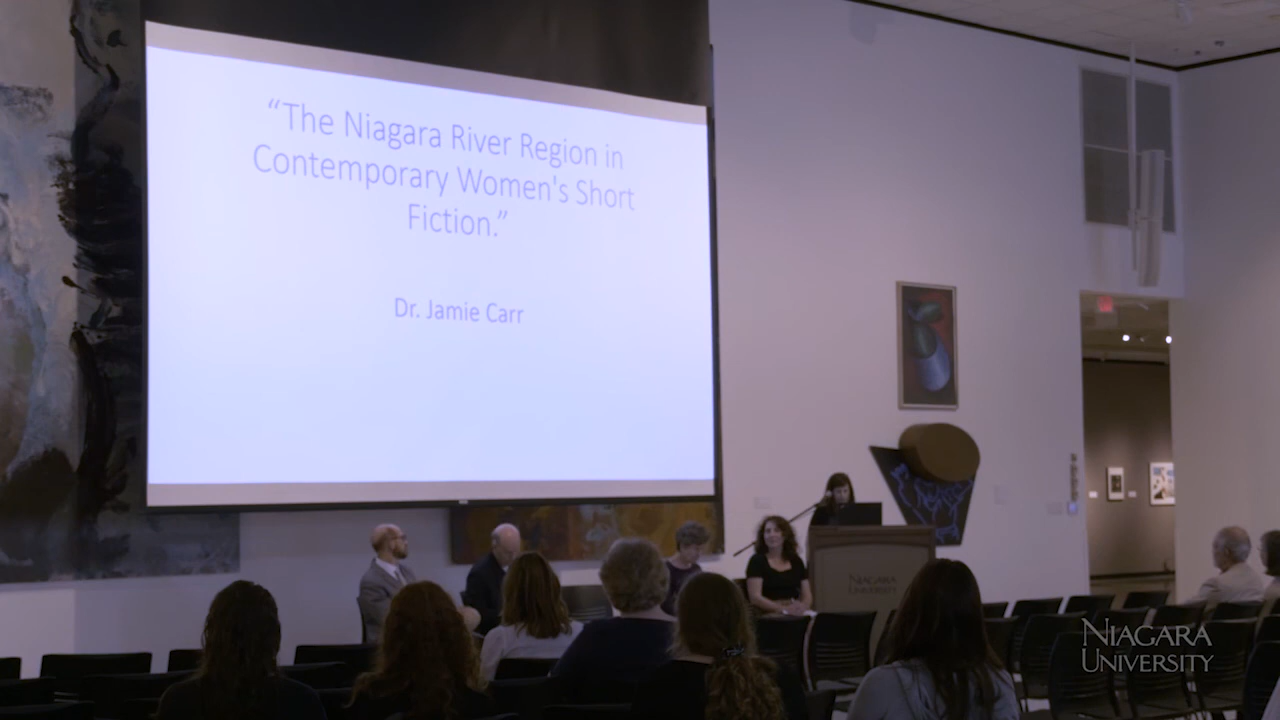 “The Niagara River Region in
Contemporary Women's Short
Fiction.”
Dr. Jamie Carr
NIAGARA
UNIVERSITY
NIAGARA
UNIVERSITY